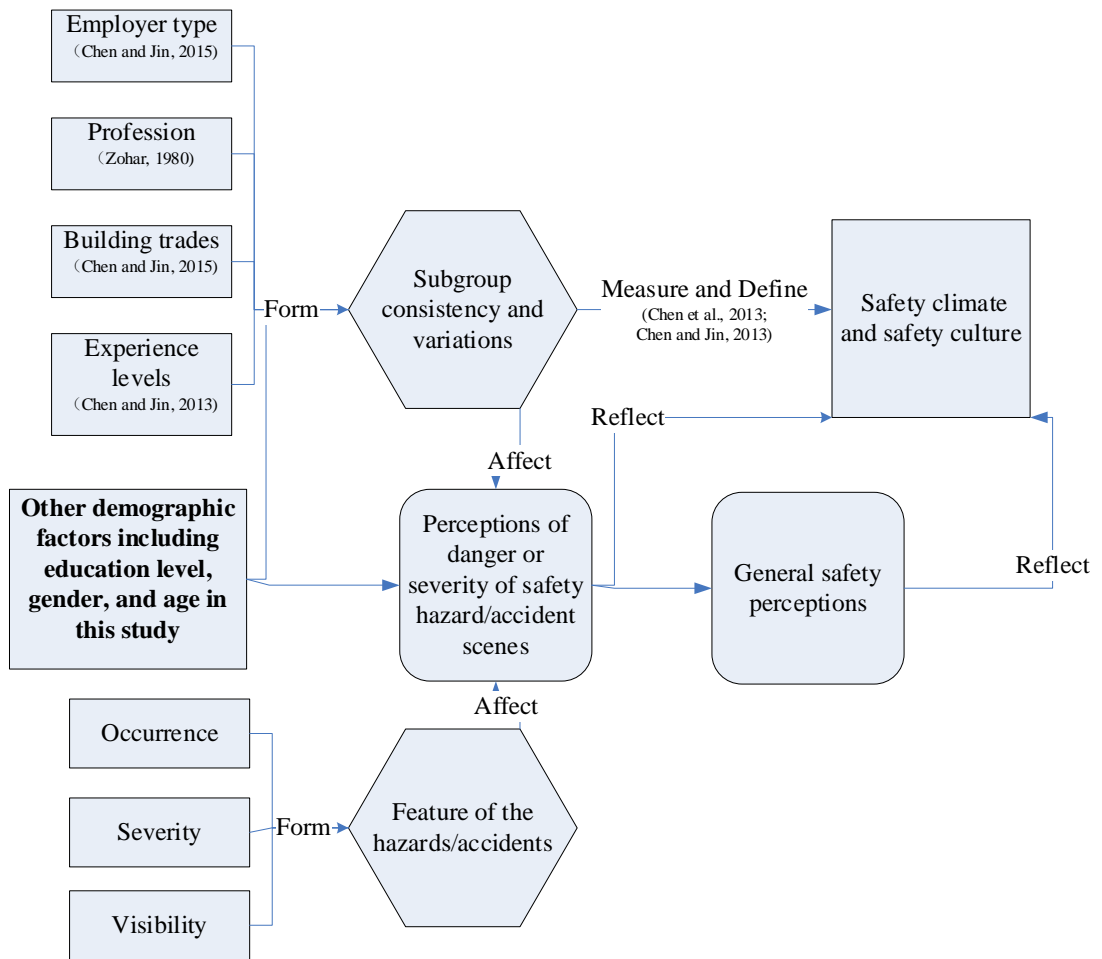 Employer type
（Chen and Jin, 2015)
Profession
（Zohar, 1980)
Building trades
（Chen and Jin, 2015)
Experience
levels
（Chen and Jin, 2013)
Other demographic
factors including
education level,
gender, and age in
this study
Form
Subgroup
consistency and
variations
Measure and Define
(Chen et al., 2013;
Chen and Jin, 2013)
Safety climate
and safety culture
Reflect
Affect
Perceptions of
danger or
severity of safety
hazard/accident
scenes
General safety
perceptions
Reflect
Affect
Occurrence
Severity
Visibility
Form
Feature of the
hazards/accidents